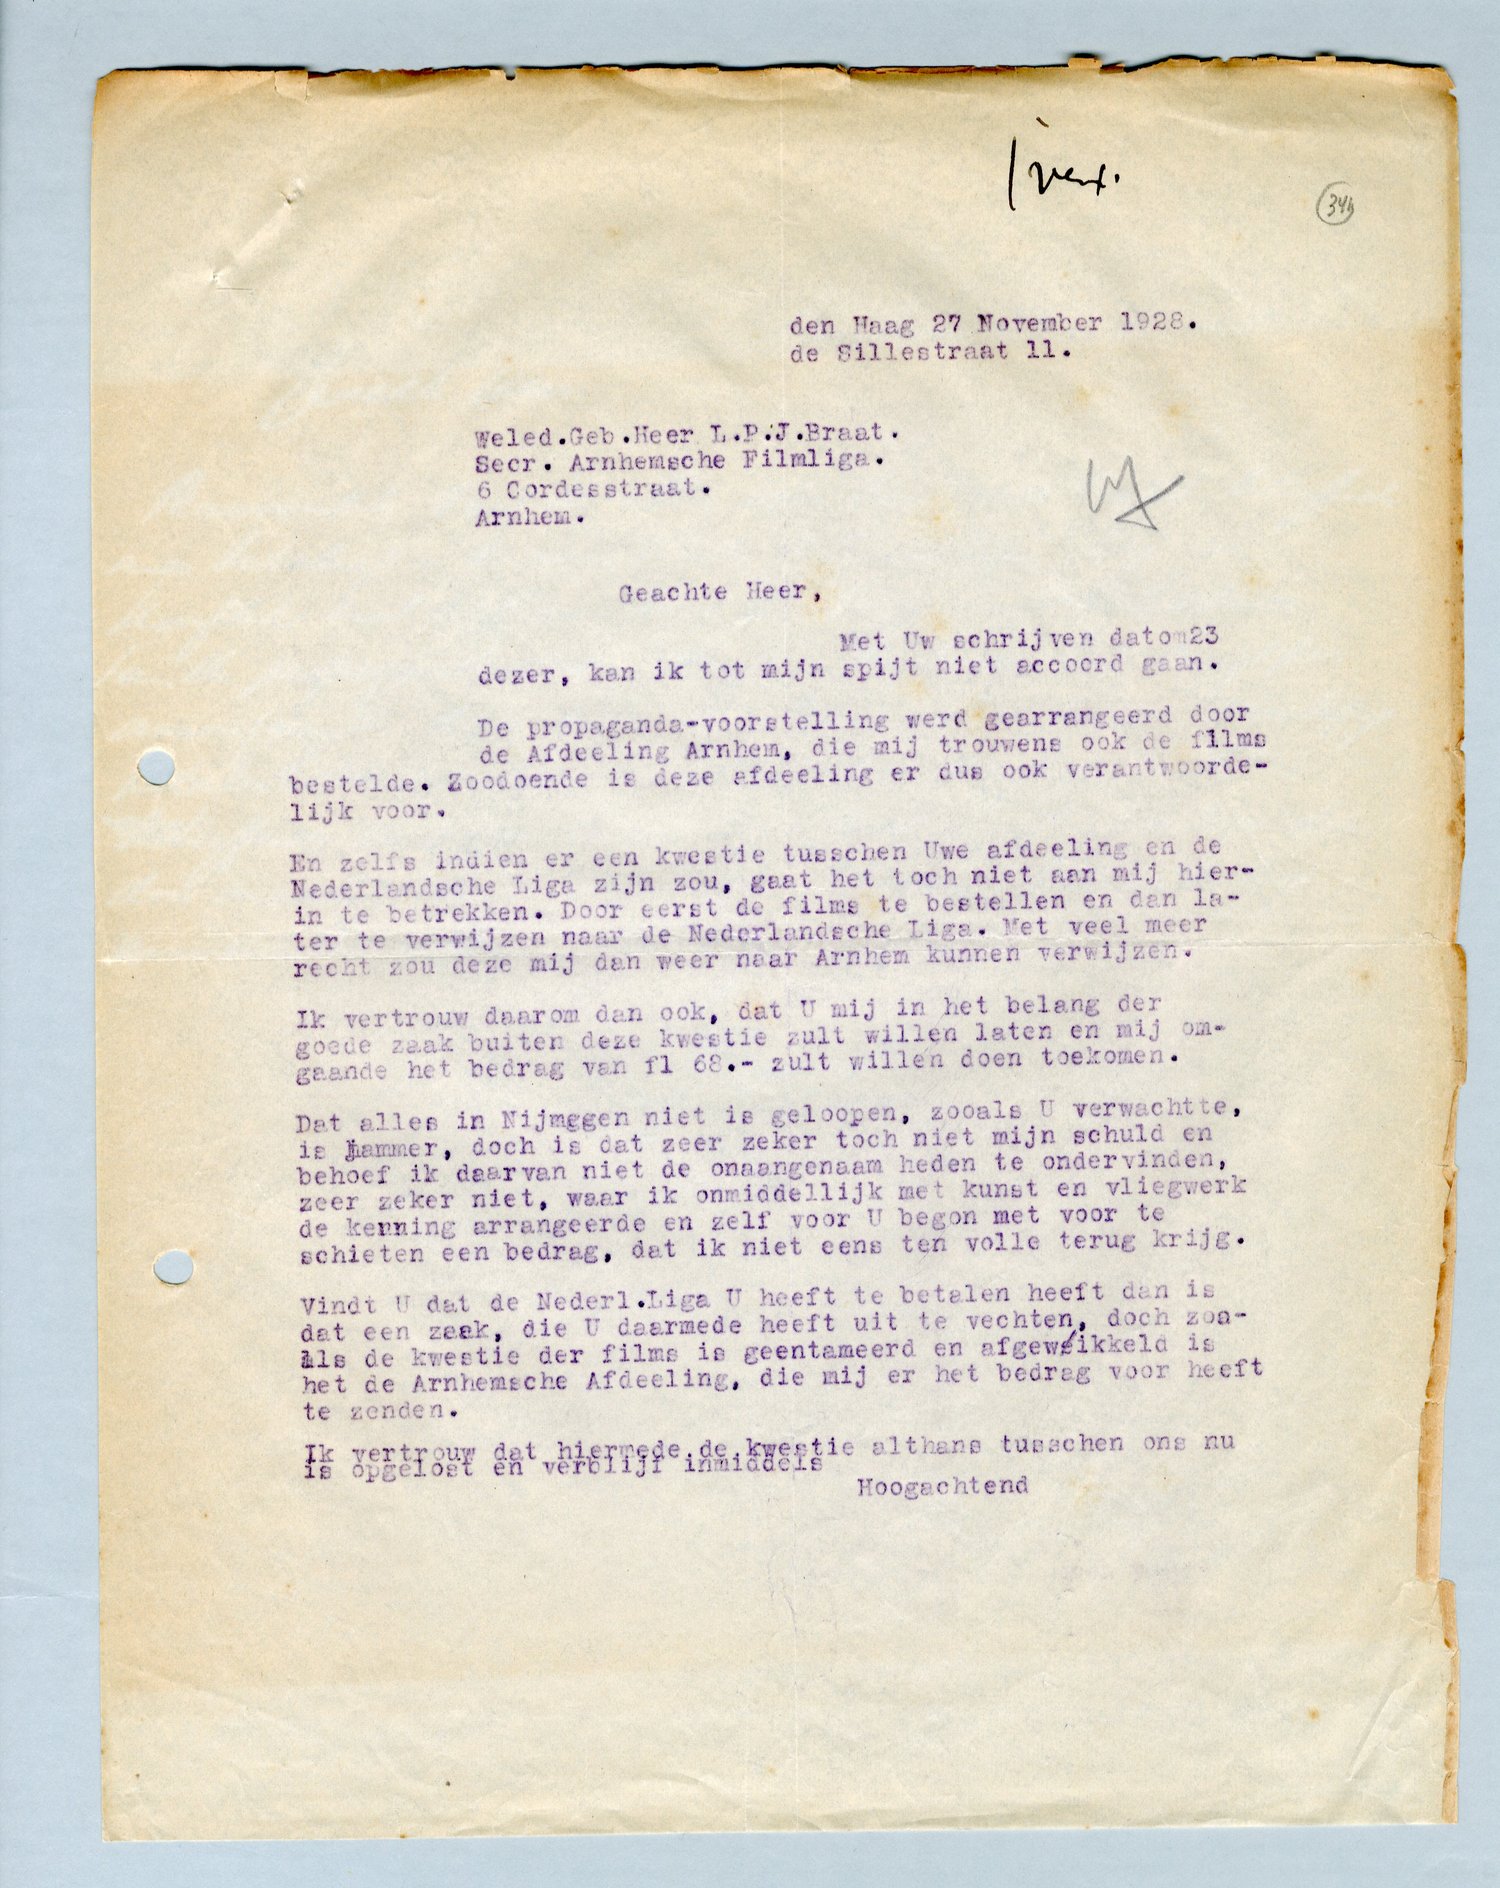 den Haag 27 November 1928.
de Sillestraat 11.
Weled.Geb.Heer L.P.J.Braat.
Secr. Arnhemsche Filmliga.
6 Cordesstraat.
Arnhem.
Geachte Heer,
Met Uw schrijven datom23
dezer, kan ik tot mijn spijt niet accoord gaan.
De propaganda-voorstelling werd gearrangeerd door
de Afdeeling Arnhem, die mij trouwens ook de films
bestelde. Zoodoende is deze afdeeling er dus ook verantwoorde-
lijk voor.
En zelfs indien er een kwestie tusschen Uwe afdeeling en de
Nederlandsche Liga zijn zou, gaat het toch niet aan mij hier-
in te betrekken. Door eerst de films te bestellen en dan la-
ter te verwijzen naar de Nederlandsche Liga. Met veel meer
recht zou deze mij dan weer naar Arnhem kunnen verwijzen.
Ik vertrouw daarom dan ook, dat U mij in het belang der
goede zaak buiten deze kwestie zult willen laten en mij om-
gaande het bedrag van fl 68.- zult willen doen toekomen.
Dat alles in Nijmggen niet is geloopen, zooals U verwachtte,
is jammer, doch is dat zeer zeker toch niet mijn schuld en
behoef ik daarvan niet de onaangenaam heden te ondervinden,
zeer zeker niet, waar ik onmiddellijk met kunst en vliegwerk
de kenning arrangeerde en zelf voor U begon met voor te
schieten een bedrag, dat ik niet eens ten volle terug krijg.
Vindt U dat de Nederl.Liga U heeft te betalen heeft dan is
dat een zaak, die U daarmede heeft uit te vechten, doch zoa-
als de kwestie der films is geentameerd en afgewikkeld is
het de Arnhemsche Afdeeling, die mij er het bedrag voor heeft
te zenden.
Ik vertrouw dat hiermede de kwestie althans tusschen ons nu
is opgelost en verblijf inmiddels
Hoogachtend